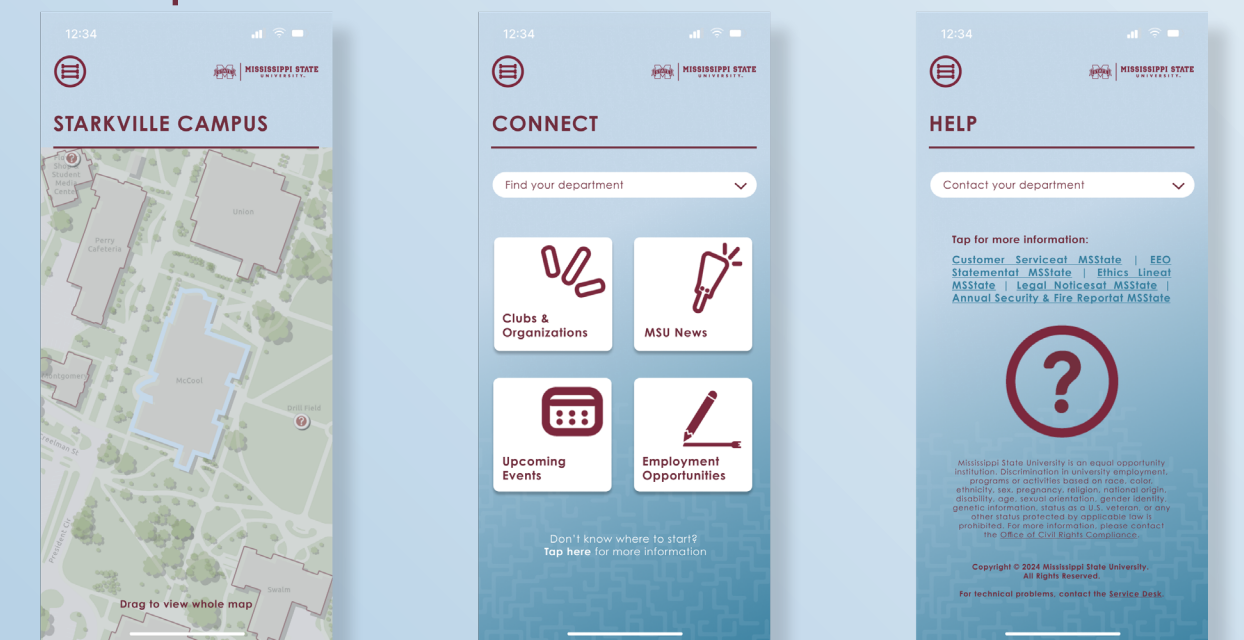 12:34
STATE
MISSISSIPPI STATE
UNIVERSITY.
STARKVILLE CAMPUS
Shop &
Student
Media
Center
Union
Perry
Cafeteria
McCool
Drill Field
President Cir
Swalm
Drag to view whole map
12:34
STATE
MISSISSIPPI STATE
UNIVERSITY.
CONNECT
Find your department
Clubs &
Organizations
MSU News
Upcoming
Events
Employment
Opportunities
Don't know where to start?
Tap here for more information
12:34
STATE
MISSISSIPPI STATE
UNIVERSITY.
HELP
Contact your department
Tap for more information:
Customer Serviceat MSState | EEO
Statementat MSState | Ethics Lineat
MSState | Legal Noticesat MSState |
Annual Security & Fire Reportat MSState
Mississippi State University is an equal opportunity
institution. Discrimination in university employment,
programs or activities based on race, color,
ethnicity, sex, pregnancy, religion, national origin,
disability, age, sexual orientation, gender identity,
genetic information, status as a U.S. veteran, or any
other status protected by applicable law is
prohibited. For more information, please contact
the Office of Civil Rights Compliance.
Copyright © 2024 Mississippi State University.
All Rights Reserved.
For technical problems, contact the Service Desk.